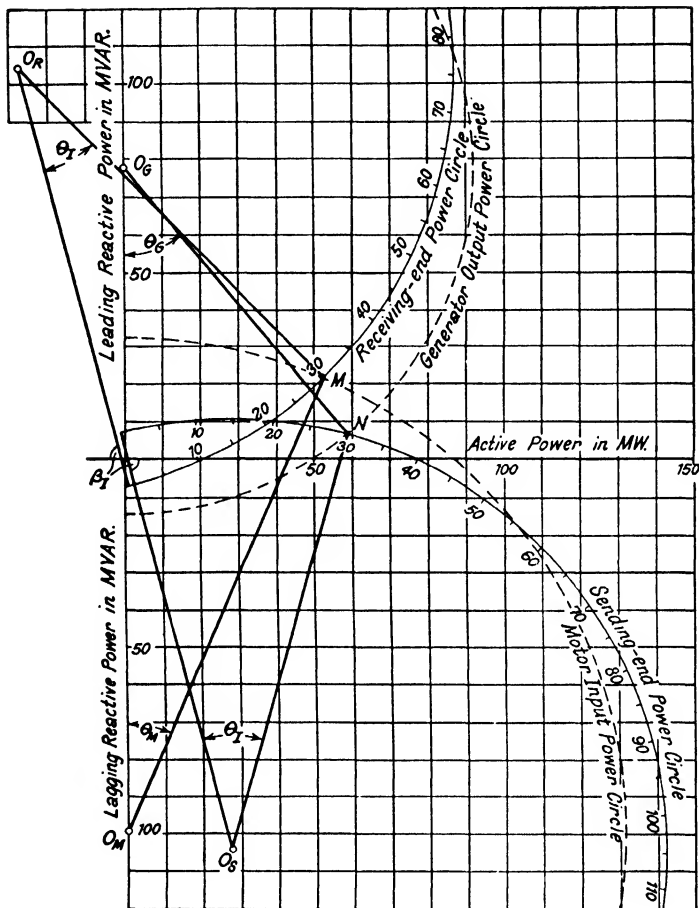 O_R
100
80
70
60
50
40
30
20
10
Leading Reactive Power in MVAR.
θ_I
O_G
θ_G
50
Receiving-end Power Circle
Generator Output Power Circle
M
N
10
20
30
40
50
60
70
80
90
100
110
β_I
50
100
150
Active Power in MW.
Lagging Reactive Power in MVAR.
50
100
θ_M
θ_I
O_M
O_S
Sending-end Power Circle
Motor Input Power Circle